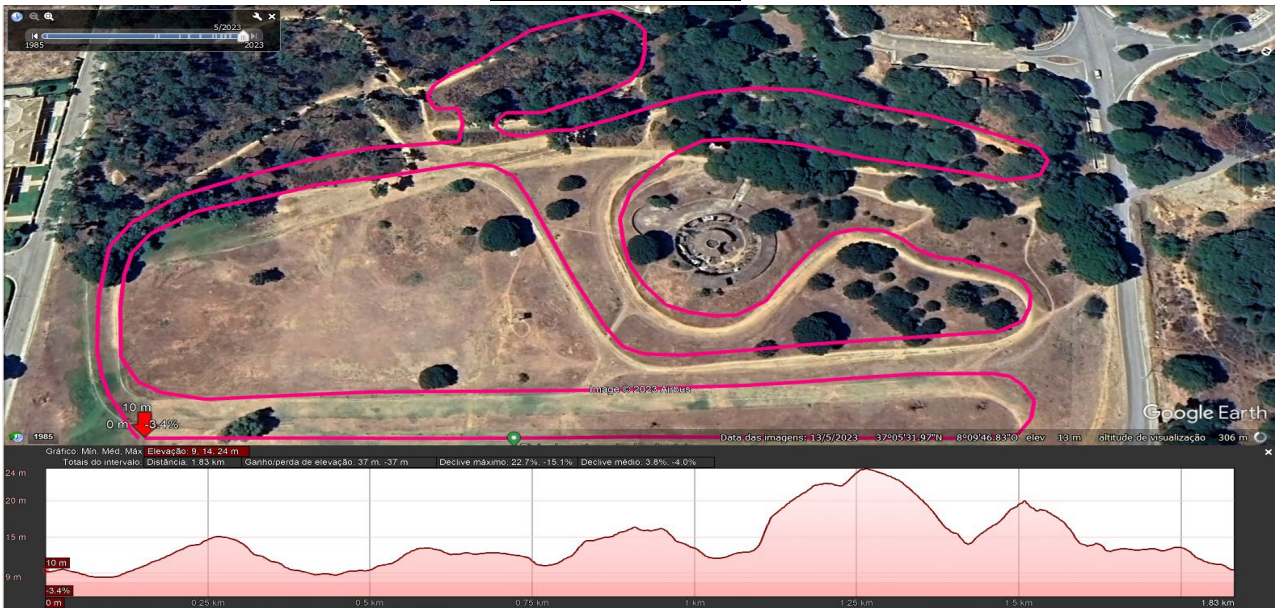 5/2023
1985
2023
10 m
0 m
-3.4%
Image © 2023 Airbus
Google Earth
1985
Data das imagens: 13/5/2023 37°05'31.97"N 8°09'46.83"O elev 13 m altitude de visualização 306 m
Gráfico: Mín, Méd, Máx Elevação: 9, 14, 24 m
Totais do intervalo: Distância: 1.83 km Ganho/perda de elevação: 37 m, -37 m Declive máximo: 22.7%, -15.1% Declive médio: 3.8%, -4.0%
24 m
20 m
15 m
10 m
9 m
-3.4%
0 m
0.25 km
0.5 km
0.75 km
1 km
1.25 km
1.5 km
1.83 km